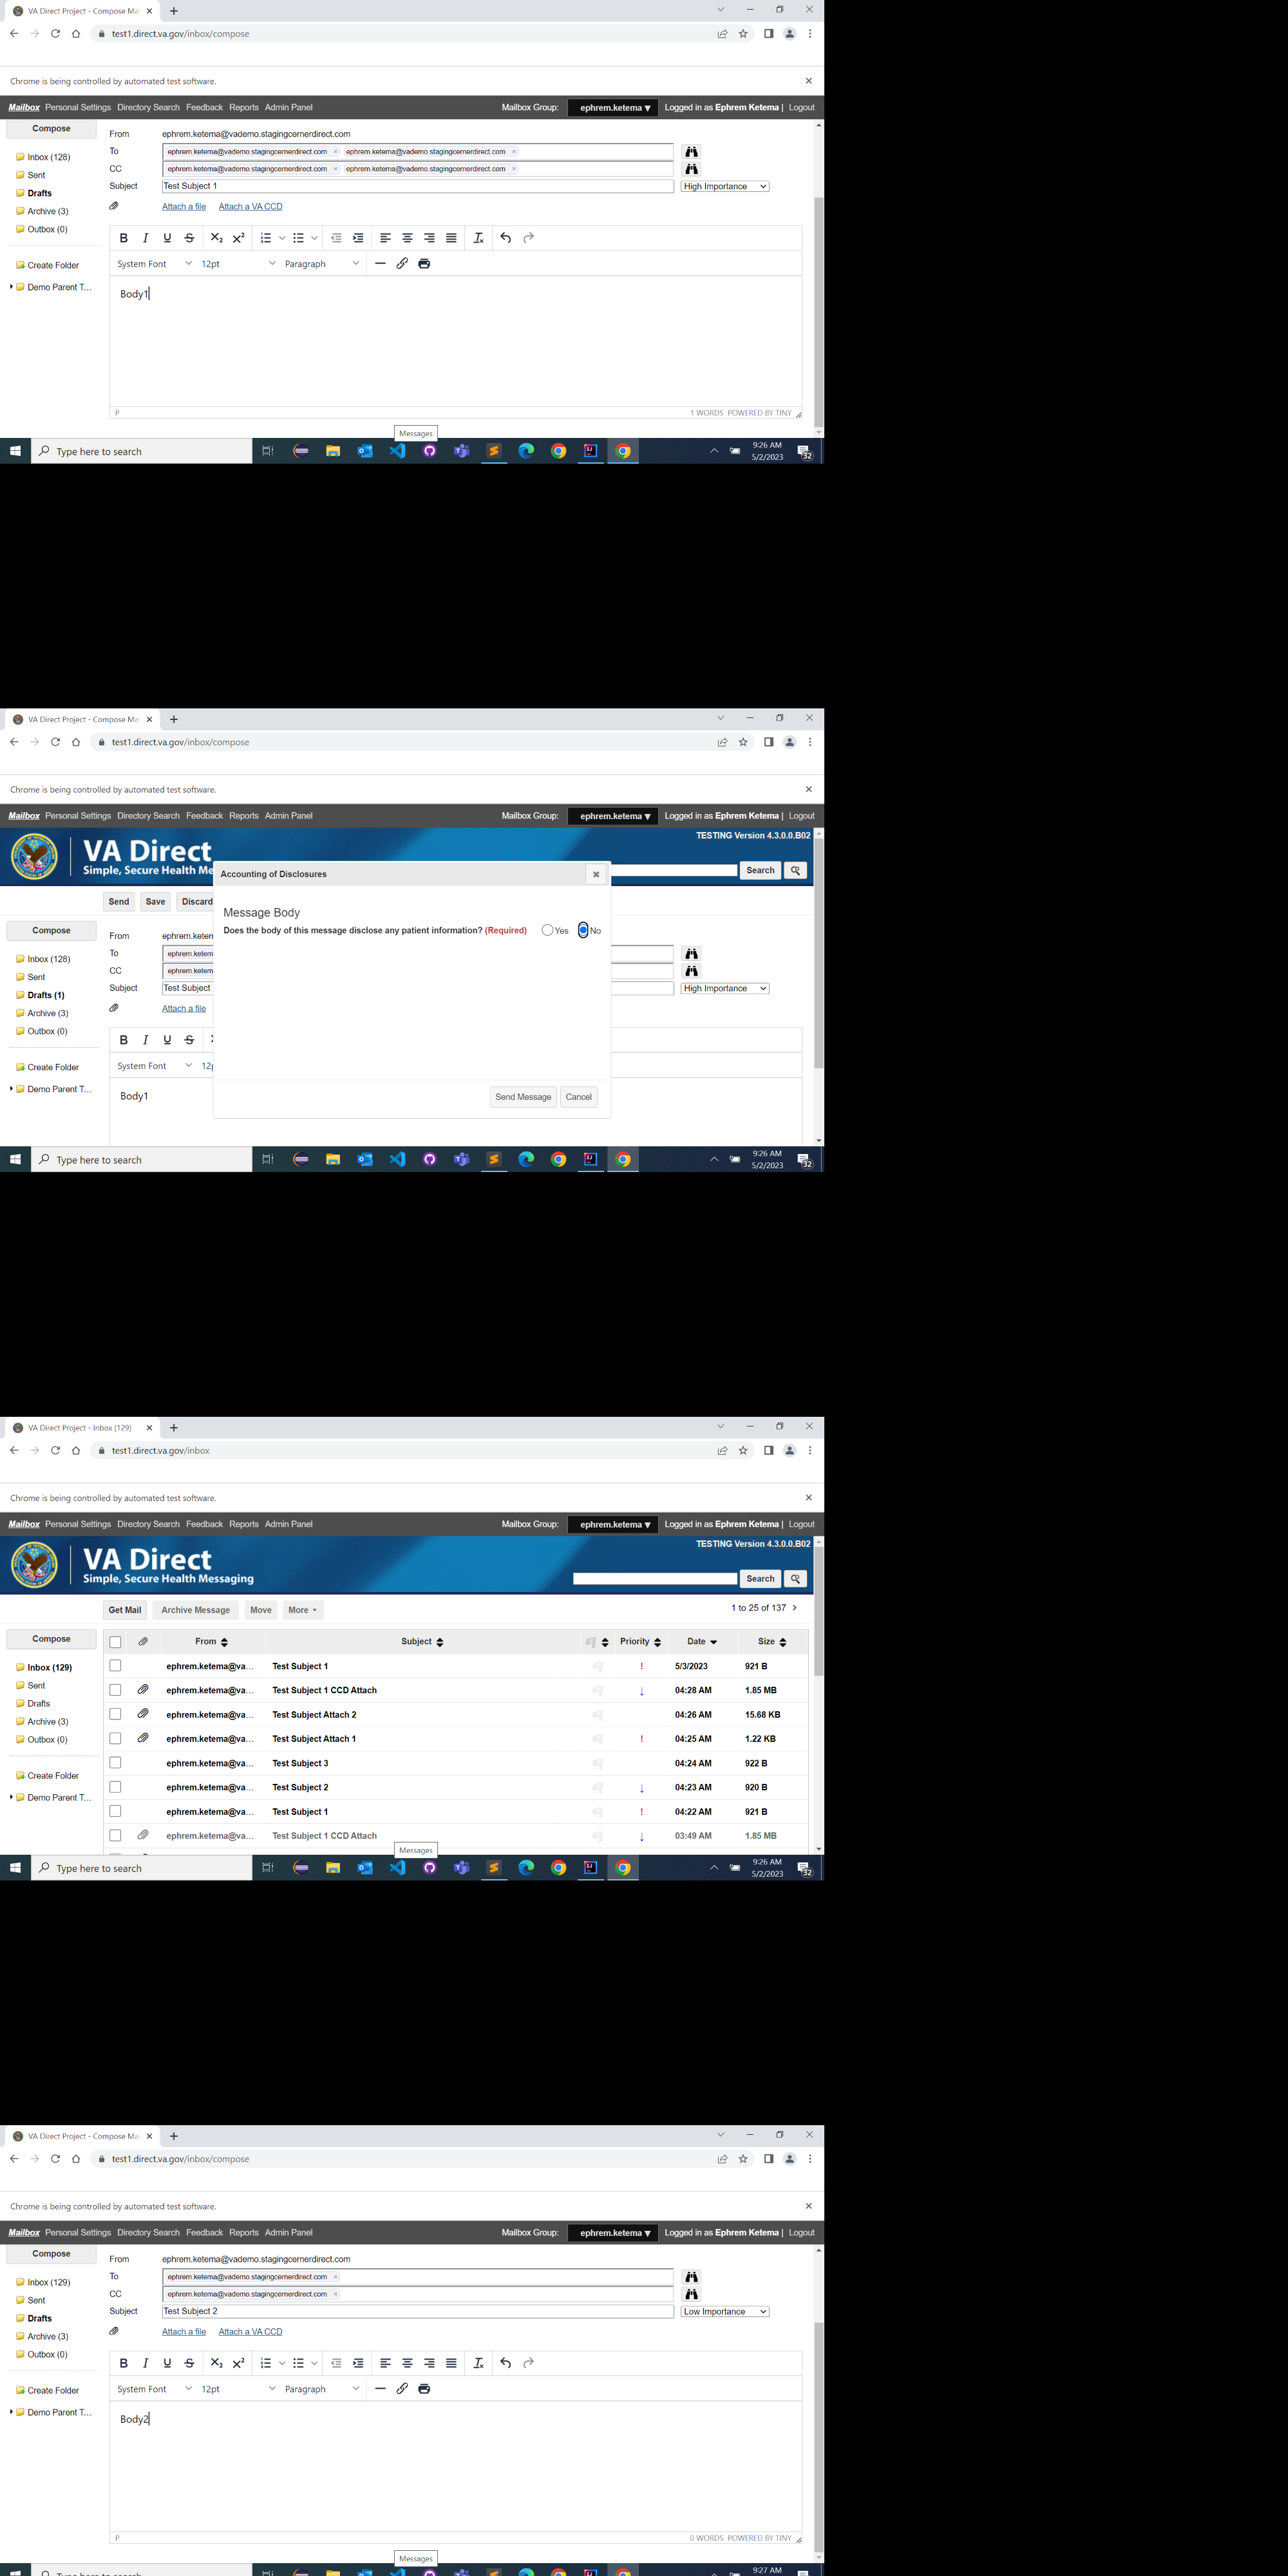 VA Direct Project - Compose Ma
test1.direct.va.gov/inbox/compose
Chrome is being controlled by automated test software.
Mailbox Personal Settings Directory Search Feedback Reports Admin Panel Mailbox Group: ephrem.ketema ▼ Logged in as Ephrem Ketema | Logout
Compose
From ephrem.ketema@vademo.stagingcernerdirect.com
To ephrem.ketema@vademo.stagingcernerdirect.com × ephrem.ketema@vademo.stagingcernerdirect.com ×
Inbox (128)
CC ephrem.ketema@vademo.stagingcernerdirect.com × ephrem.ketema@vademo.stagingcernerdirect.com ×
Sent
Subject Test Subject 1 High Importance
Drafts
Attach a file Attach a VA CCD
Archive (3)
Outbox (0)
B I U S X₂ X²
Create Folder
System Font 12pt Paragraph
Demo Parent T...
Body1
P 1 WORDS POWERED BY TINY
Messages
Type here to search
9:26 AM
5/2/2023
32
VA Direct Project - Compose Ma
test1.direct.va.gov/inbox/compose
Chrome is being controlled by automated test software.
Mailbox Personal Settings Directory Search Feedback Reports Admin Panel Mailbox Group: ephrem.ketema ▼ Logged in as Ephrem Ketema | Logout
TESTING Version 4.3.0.0.B02
VA Direct
Simple, Secure Health Me
Search
Accounting of Disclosures
Send Save Discard
Message Body
Does the body of this message disclose any patient information? (Required) Yes No
Compose
From ephrem.keter
To ephrem.ketem
Inbox (128)
CC ephrem.ketem
Sent
Subject Test Subject High Importance
Drafts (1)
Attach a file
Archive (3)
Outbox (0)
B I U S
Create Folder
System Font 12p
Demo Parent T...
Body1
Send Message Cancel
Type here to search
9:26 AM
5/2/2023
32
VA Direct Project - Inbox (129)
test1.direct.va.gov/inbox
Chrome is being controlled by automated test software.
Mailbox Personal Settings Directory Search Feedback Reports Admin Panel Mailbox Group: ephrem.ketema ▼ Logged in as Ephrem Ketema | Logout
TESTING Version 4.3.0.0.B02
VA Direct
Simple, Secure Health Messaging
Search
Get Mail Archive Message Move More 1 to 25 of 137
Compose
From Subject Priority Date Size
Inbox (129)
Sent
Drafts
Archive (3)
Outbox (0)
Create Folder
Demo Parent T...
ephrem.ketema@va... Test Subject 1 ! 5/3/2023 921 B
ephrem.ketema@va... Test Subject 1 CCD Attach ↓ 04:28 AM 1.85 MB
ephrem.ketema@va... Test Subject Attach 2 04:26 AM 15.68 KB
ephrem.ketema@va... Test Subject Attach 1 ! 04:25 AM 1.22 KB
ephrem.ketema@va... Test Subject 3 04:24 AM 922 B
ephrem.ketema@va... Test Subject 2 ↓ 04:23 AM 920 B
ephrem.ketema@va... Test Subject 1 ! 04:22 AM 921 B
ephrem.ketema@va... Test Subject 1 CCD Attach ↓ 03:49 AM 1.85 MB
Messages
Type here to search
9:26 AM
5/2/2023
32
VA Direct Project - Compose Ma
test1.direct.va.gov/inbox/compose
Chrome is being controlled by automated test software.
Mailbox Personal Settings Directory Search Feedback Reports Admin Panel Mailbox Group: ephrem.ketema ▼ Logged in as Ephrem Ketema | Logout
Compose
From ephrem.ketema@vademo.stagingcernerdirect.com
To ephrem.ketema@vademo.stagingcernerdirect.com ×
Inbox (129)
CC ephrem.ketema@vademo.stagingcernerdirect.com ×
Sent
Subject Test Subject 2 Low Importance
Drafts
Attach a file Attach a VA CCD
Archive (3)
Outbox (0)
B I U S X₂ X²
Create Folder
System Font 12pt Paragraph
Demo Parent T...
Body2
P 0 WORDS POWERED BY TINY
Messages
Type here to search
9:27 AM